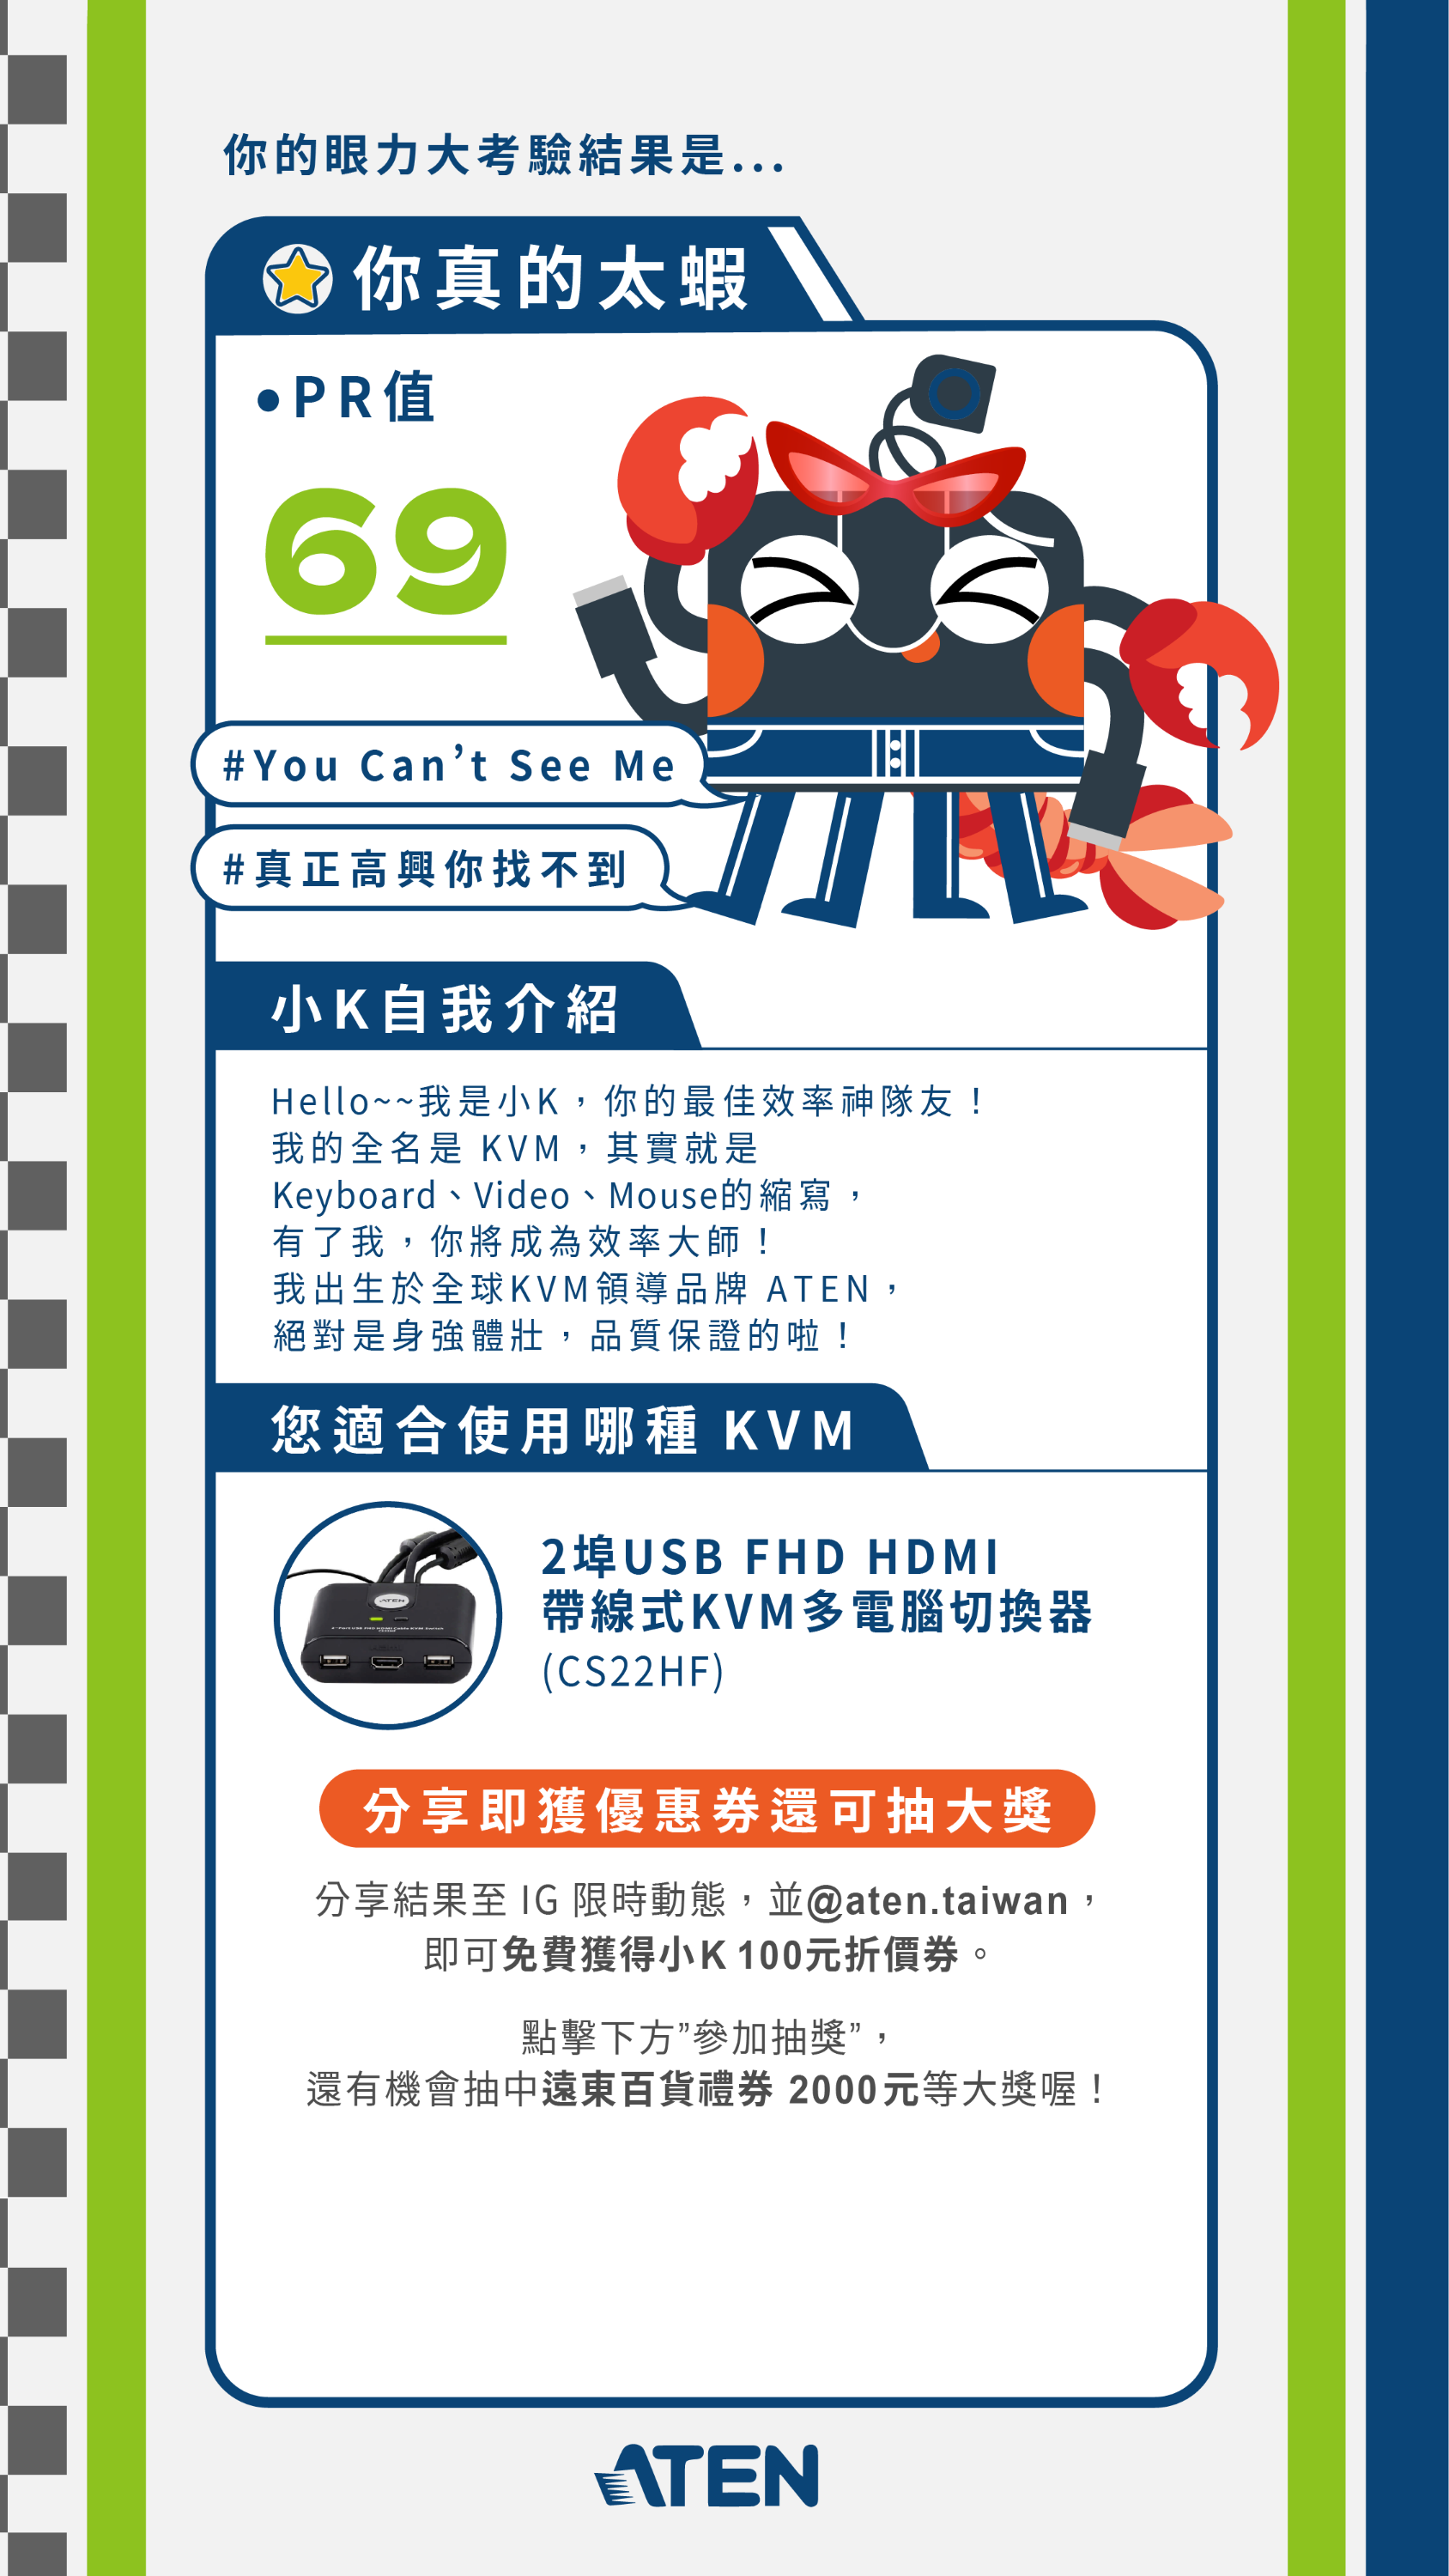 你的眼力大考驗結果是...
你真的太蝦
•PR值
69
#You Can’t See Me
#真正高興你找不到
小K自我介紹
Hello~~我是小K，你的最佳效率神隊友！
我的全名是 KVM，其實就是
Keyboard、Video、Mouse的縮寫，
有了我，你將成為效率大師！
我出生於全球KVM領導品牌 ATEN，
絕對是身強體壯，品質保證的啦！
您適合使用哪種 KVM
ATEN
2埠USB FHD HDMI
帶線式KVM多電腦切換器
(CS22HF)
分享即獲優惠券還可抽大獎
分享結果至 IG 限時動態，並@aten.taiwan，
即可免費獲得小K 100元折價券。
點擊下方”參加抽獎”，
還有機會抽中遠東百貨禮券 2000元等大獎喔！
ATEN